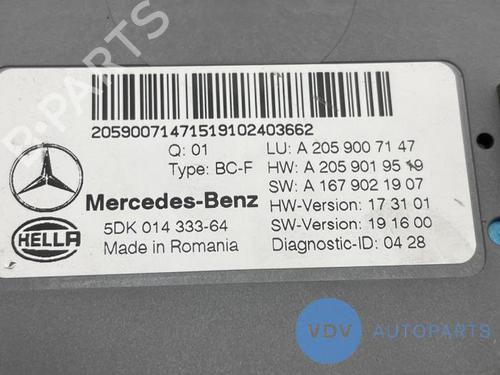 B-PARTS
20590071471519102403662
Q: 01
Type: BC-F
Mercedes-Benz
HELLA
5DK 014 333-64
Made in Romania
LU: A 205 900 71 47
HW: A 205 901 95 19
SW: A 167 902 19 07
HW-Version: 17 31 01
SW-Version: 19 16 00
Diagnostic-ID: 04 28
VDV AUTOPARTS